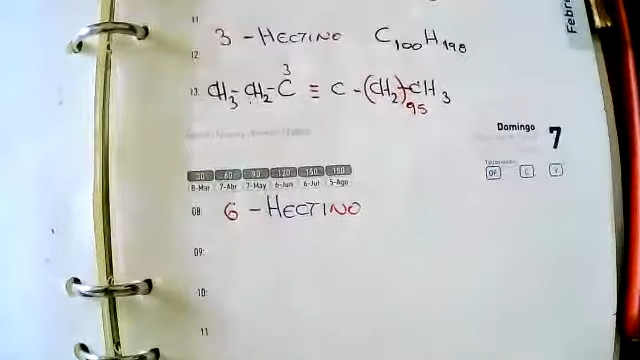 11
3 - HECTINO C₁₀₀H₁₉₈
12
13 3
CH₃-CH₂-C ≡ C-(CH₂)-CH₃
95
Domingo 7
30 60 90 120 150 180
8-Mar 7-Abr 7-May 6-Jun 6-Jul 5-Ago
08 6 - HECTINO
09:
10:
11